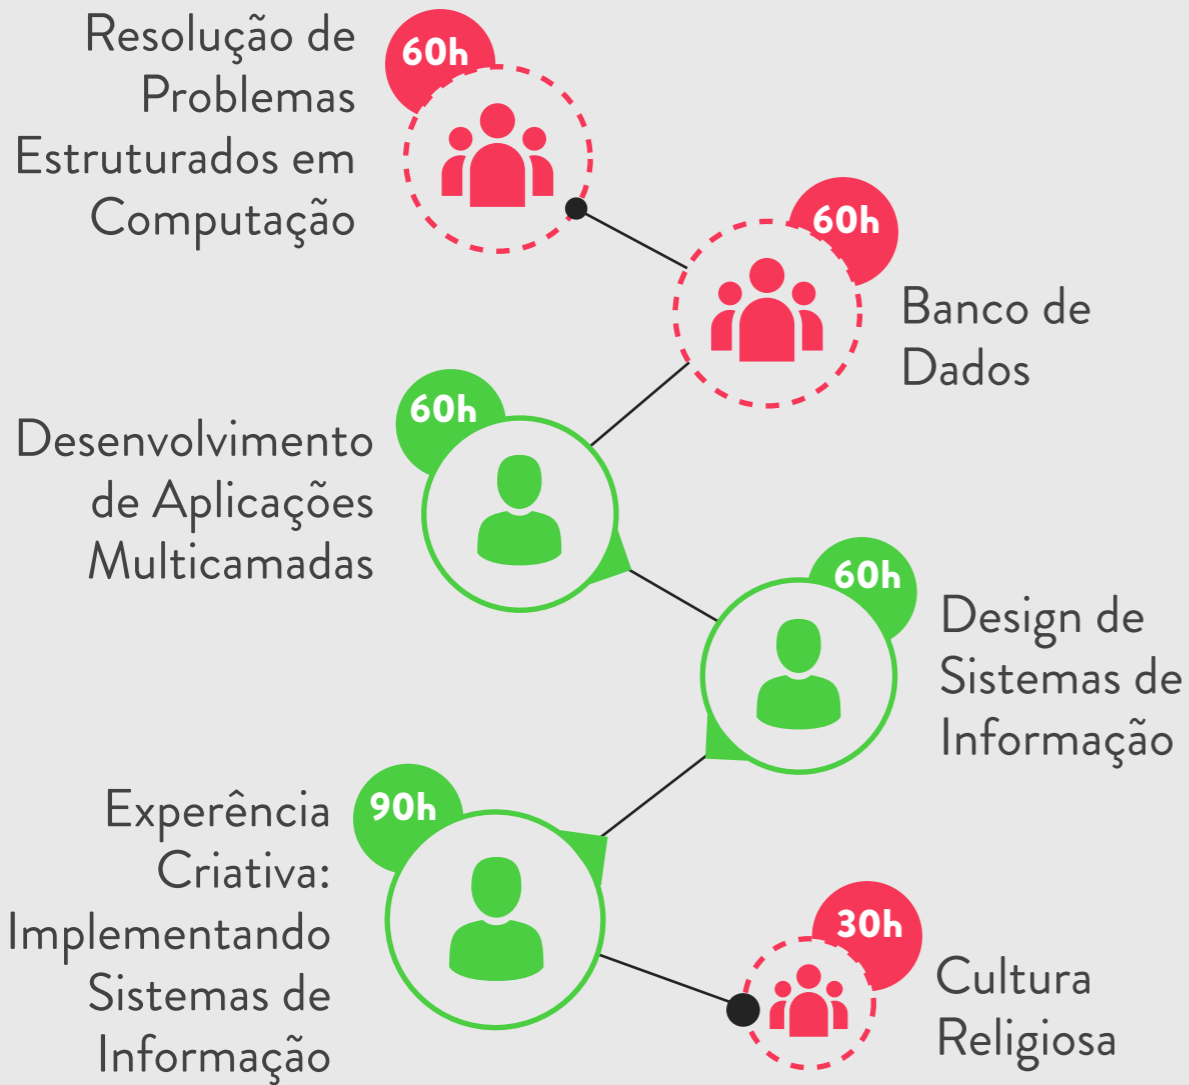 Resolução de
Problemas
Estruturados em
Computação
60h
60h
Banco de
Dados
60h
Desenvolvimento
de Aplicações
Multicamadas
60h
Design de
Sistemas de
Informação
90h
Experência
Criativa:
Implementando
Sistemas de
Informação
30h
Cultura
Religiosa